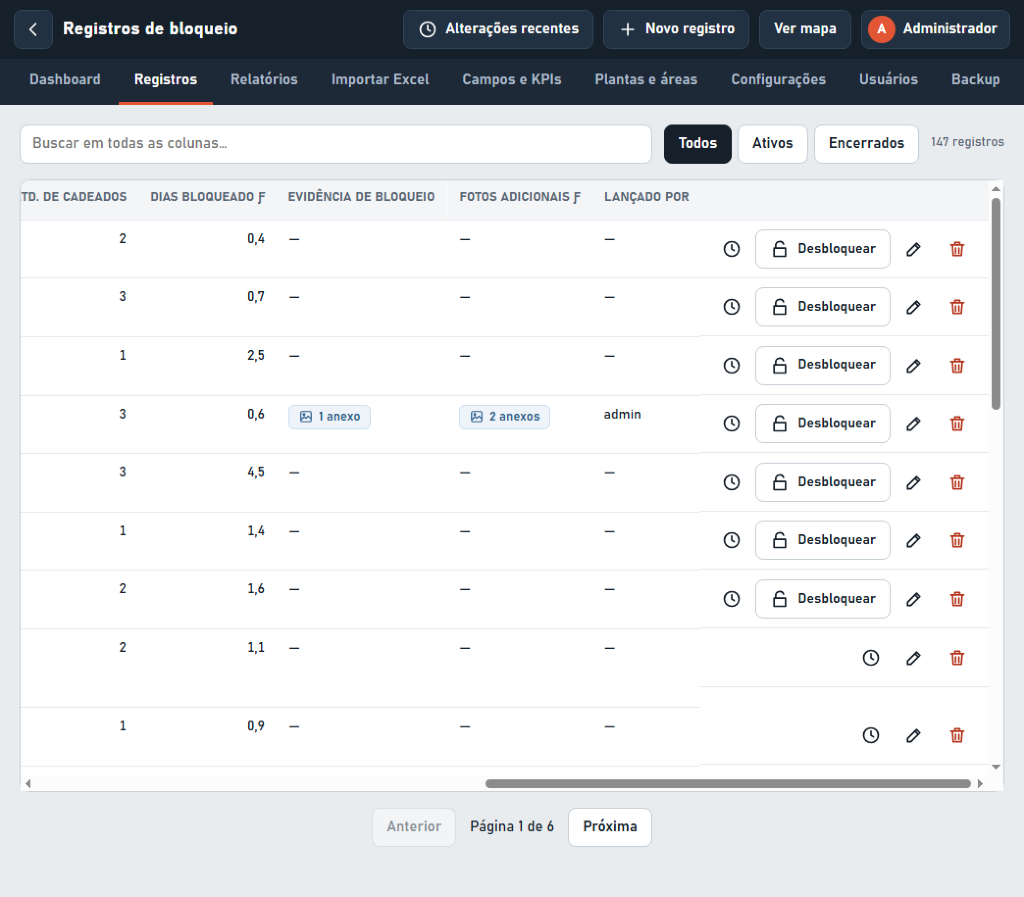 Registros de bloqueio
Alterações recentes
Novo registro
Ver mapa
A Administrador
Dashboard Registros Relatórios Importar Excel Campos e KPIs Plantas e áreas Configurações Usuários Backup
Buscar em todas as colunas...
Todos Ativos Encerrados 147 registros
TD. DE CADEADOS DIAS BLOQUEADO ƒ EVIDÊNCIA DE BLOQUEIO FOTOS ADICIONAIS ƒ LANÇADO POR
2 0,4 — — — Desbloquear
3 0,7 — — — Desbloquear
1 2,5 — — — Desbloquear
3 0,6 1 anexo 2 anexos admin Desbloquear
3 4,5 — — — Desbloquear
1 1,4 — — — Desbloquear
2 1,6 — — — Desbloquear
2 1,1 — — —
1 0,9 — — —
Anterior Página 1 de 6 Próxima